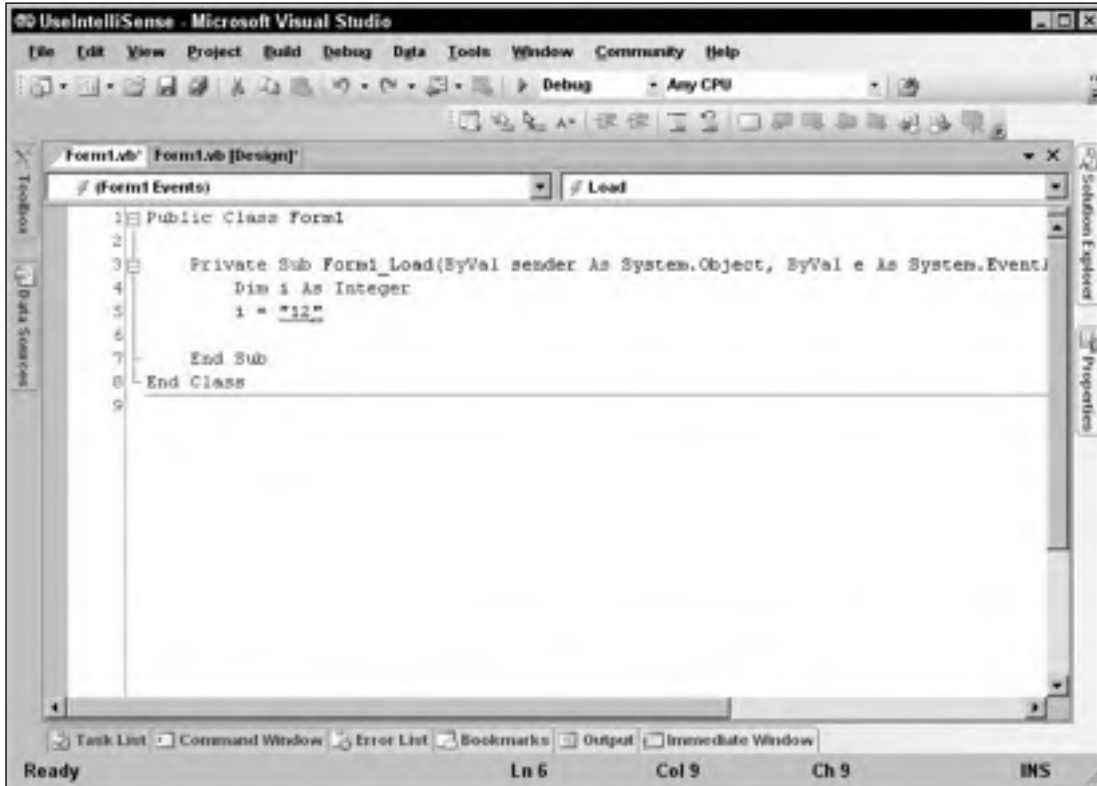 UseIntelliSense - Microsoft Visual Studio
File Edit View Project Build Debug Data Tools Window Community Help
Debug Any CPU
Form1.vb* Form1.vb [Design]*
(Form1 Events) Load
Toolbox
Data Sources
Solution Explorer
Properties
1 Public Class Form1
2
3 Private Sub Form1_Load(ByVal sender As System.Object, ByVal e As System.EventA
4 Dim i As Integer
5 i = "12"
6
7 End Sub
8 End Class
9
Task List Command Window Error List Bookmarks Output Immediate Window
Ready Ln 6 Col 9 Ch 9 INS